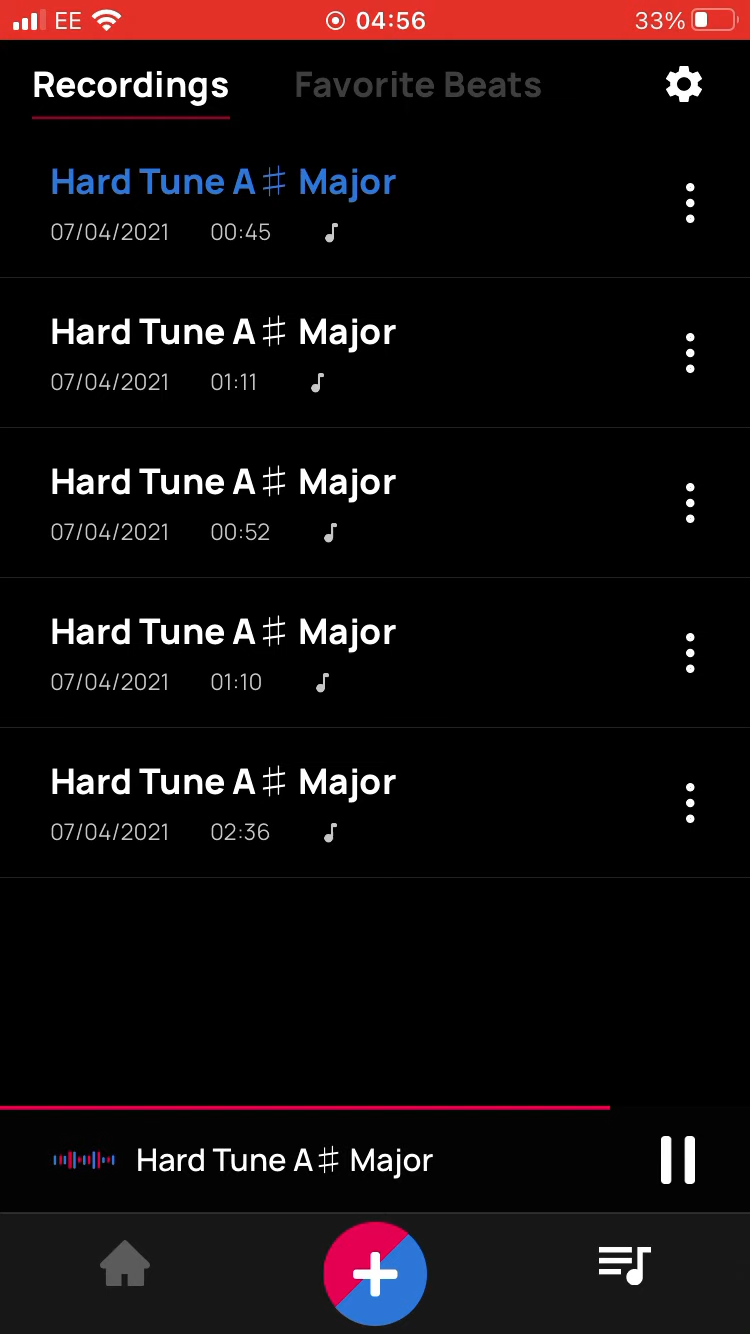 EE 04:56 33%
Recordings Favorite Beats
Hard Tune A♯ Major
07/04/2021 00:45
Hard Tune A♯ Major
07/04/2021 01:11
Hard Tune A♯ Major
07/04/2021 00:52
Hard Tune A♯ Major
07/04/2021 01:10
Hard Tune A♯ Major
07/04/2021 02:36
Hard Tune A♯ Major